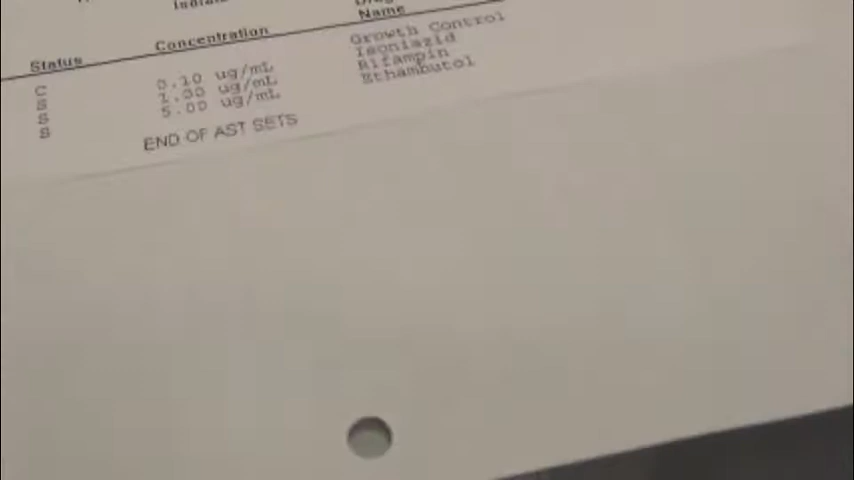 Name
Status Concentration
C Growth Control
S 0.10 ug/mL Isoniazid
S 1.00 ug/mL Rifampin
S 5.00 ug/mL Ethambutol
END OF AST SETS